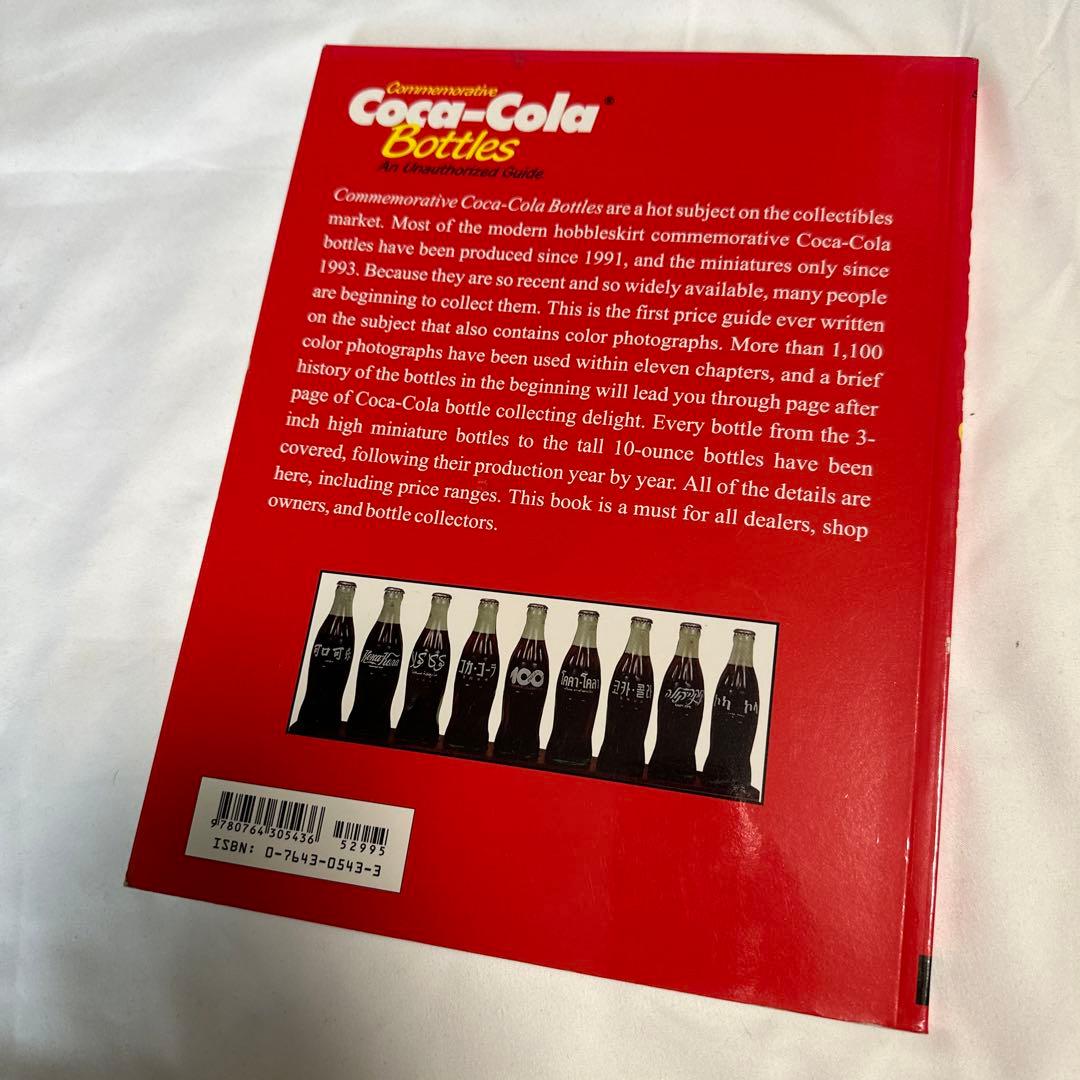 Commemorative
Coca-Cola®
Bottles
An Unauthorized Guide
Commemorative Coca-Cola Bottles are a hot subject on the collectibles
market. Most of the modern hobbleskirt commemorative Coca-Cola
bottles have been produced since 1991, and the miniatures only since
1993. Because they are so recent and so widely available, many people
are beginning to collect them. This is the first price guide ever written
on the subject that also contains color photographs. More than 1,100
color photographs have been used within eleven chapters, and a brief
history of the bottles in the beginning will lead you through page after
page of Coca-Cola bottle collecting delight. Every bottle from the 3-
inch high miniature bottles to the tall 10-ounce bottles have been
covered, following their production year by year. All of the details are
here, including price ranges. This book is a must for all dealers, shop
owners, and bottle collectors.
コカ・コーラ
100
โคคา-โคลา
코카·콜라
9780764305436
52995
ISBN: 0-7643-0543-3